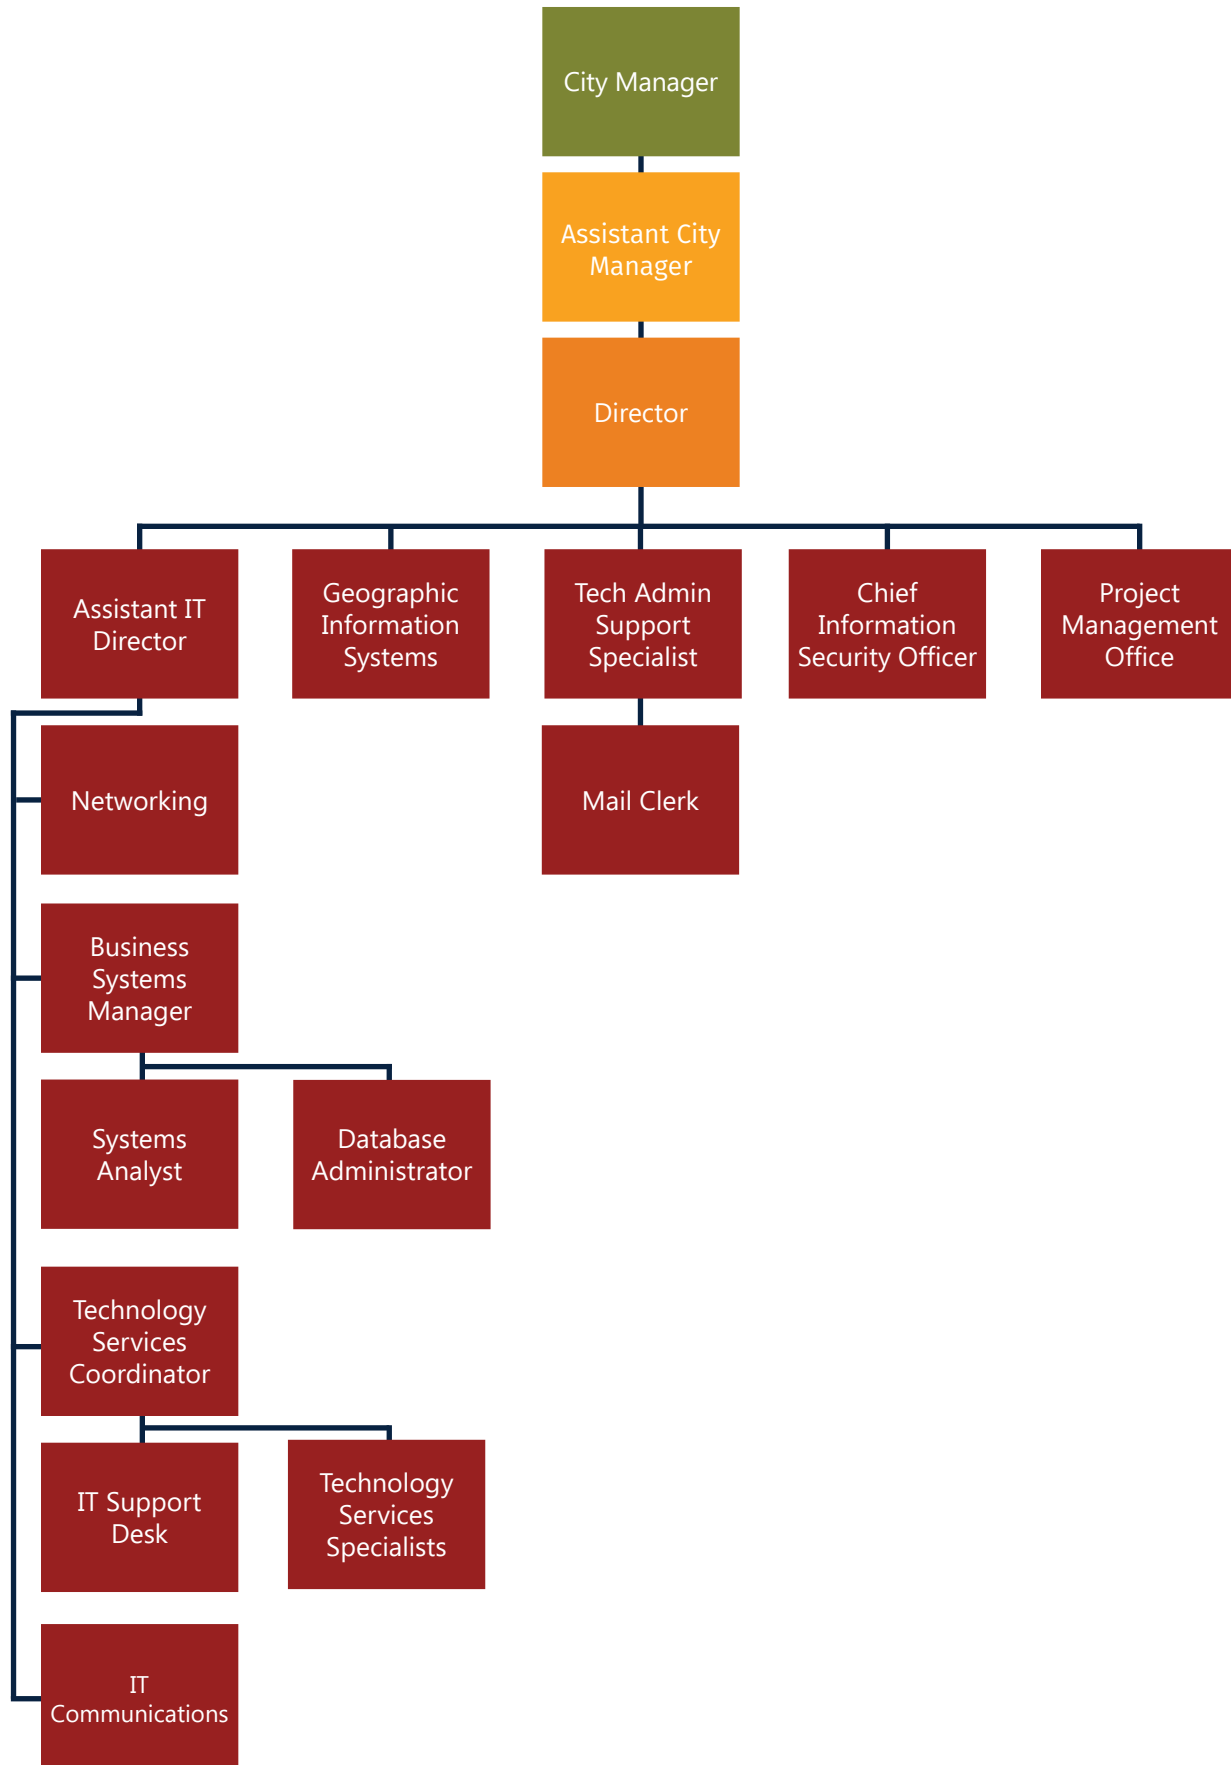 City Manager
Assistant City
Manager
Director
Assistant IT
Director
Geographic
Information
Systems
Tech Admin
Support
Specialist
Chief
Information
Security Officer
Project
Management
Office
Networking
Mail Clerk
Business
Systems
Manager
Systems
Analyst
Database
Administrator
Technology
Services
Coordinator
IT Support
Desk
Technology
Services
Specialists
IT
Communications